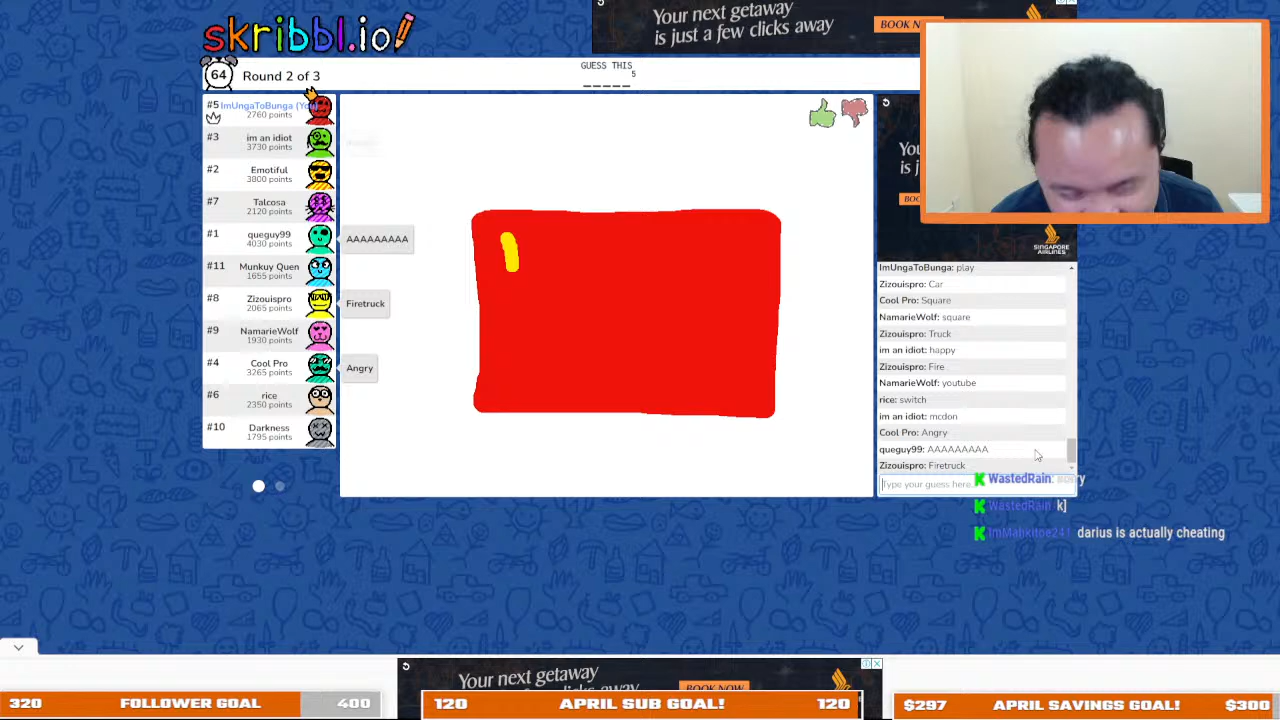 skribbl.io!
Your next getaway
is just a few clicks away
64
Round 2 of 3
GUESS THIS
5
_____
#5 ImUngaToBunga
2760 points
#3 im an idiot
3730 points
#2 Emotiful
3800 points
#7 Talcosa
2120 points
#1 queguy99
4030 points
#11 Munkuy Quen
1655 points
#8 Zizouispro
2065 points
#9 NamarieWolf
1930 points
#4 Cool Pro
3265 points
#6 rice
2350 points
#10 Darkness
1795 points
AAAAAAAAA
Firetruck
Angry
SINGAPORE
AIRLINES
ImUngaToBunga: play
Zizouispro: Car
Cool Pro: Square
NamarieWolf: square
Zizouispro: Truck
im an idiot: happy
Zizouispro: Fire
NamarieWolf: youtube
rice: switch
im an idiot: mcdon
Cool Pro: Angry
queguy99: AAAAAAAAA
Zizouispro: Firetruck
Type your guess here...
WastedRain: scary
WastedRain: k]
ImMahkitoe241: darius is actually cheating
Your next getaway
BOOK NOW
320 FOLLOWER GOAL 400
120 APRIL SUB GOAL! 120
$297 APRIL SAVINGS GOAL! $300